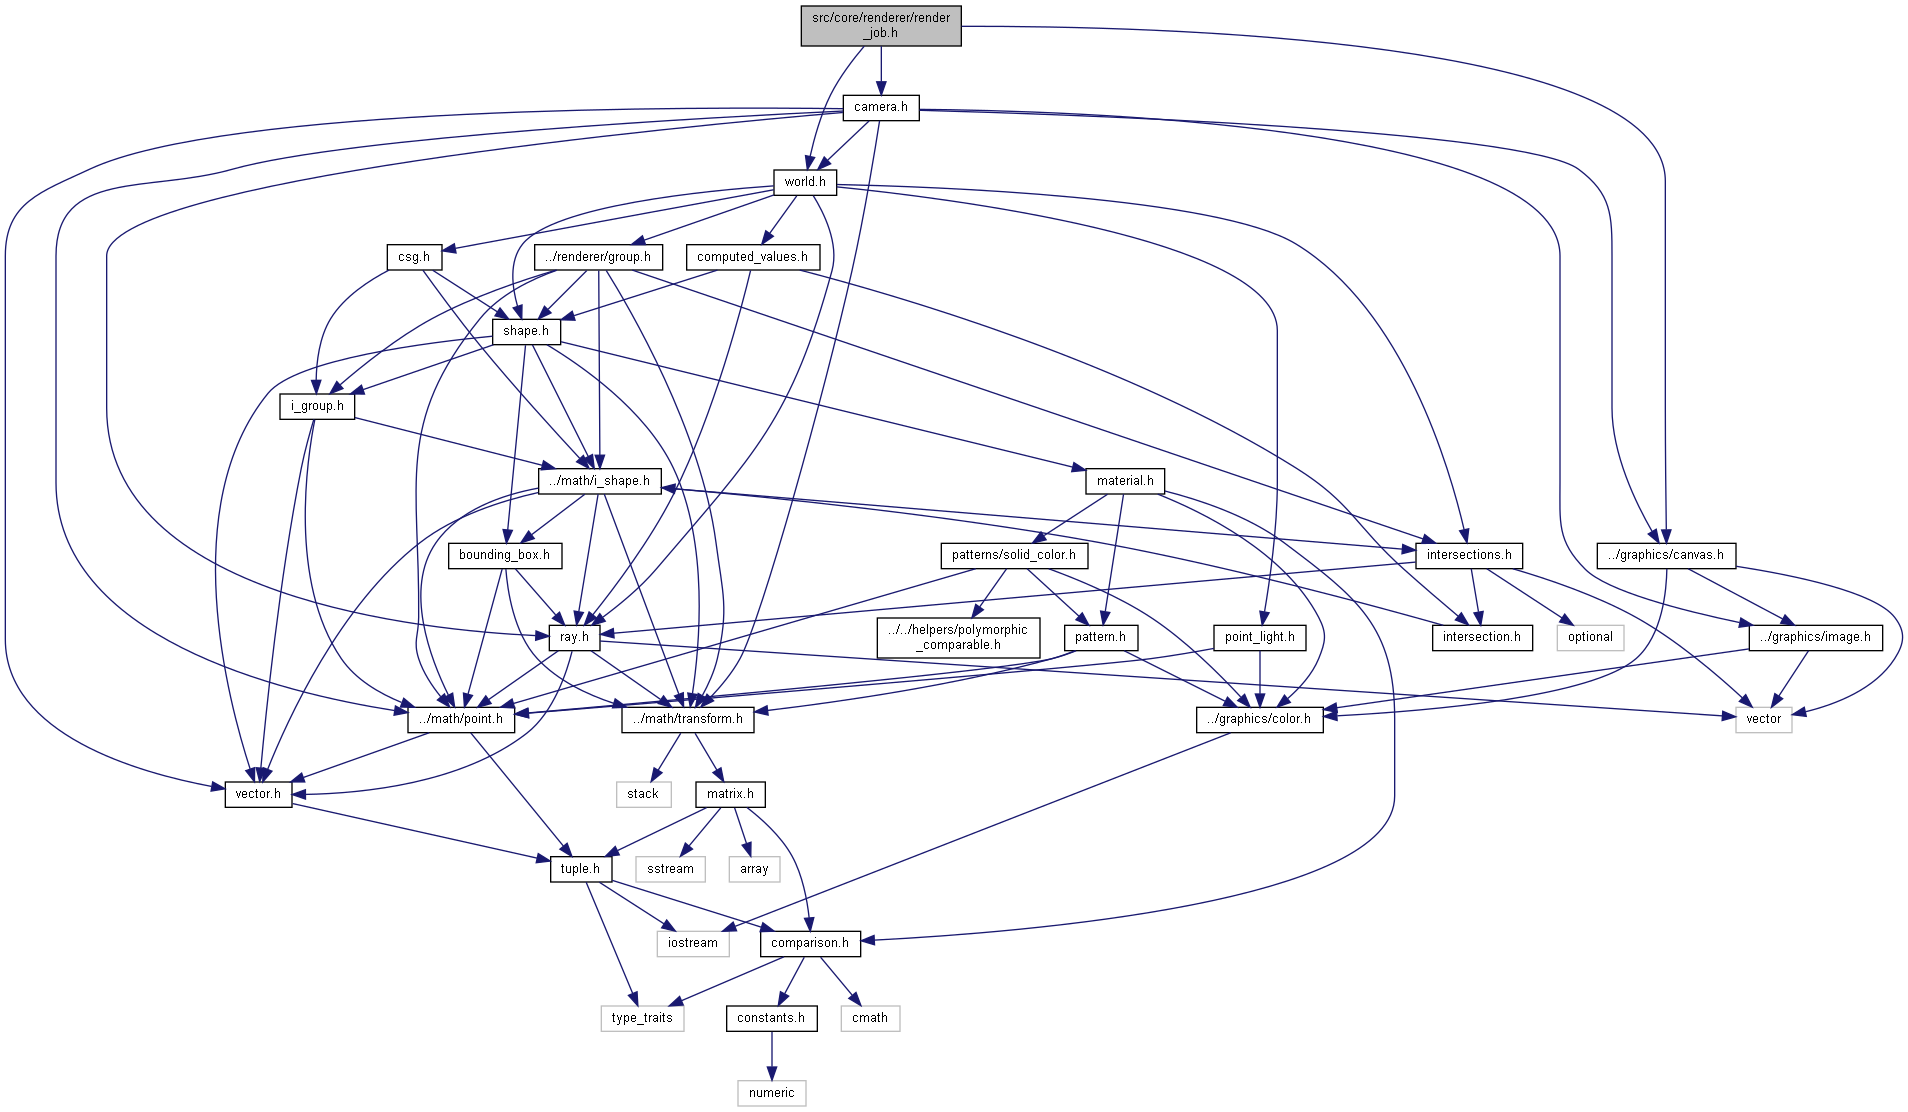 src/core/renderer/render
_job.h
camera.h
world.h
csg.h
../renderer/group.h
computed_values.h
shape.h
i_group.h
../math/i_shape.h
material.h
bounding_box.h
patterns/solid_color.h
intersections.h
../graphics/canvas.h
ray.h
../../helpers/polymorphic
_comparable.h
pattern.h
point_light.h
intersection.h
optional
../graphics/image.h
../math/point.h
../math/transform.h
../graphics/color.h
vector
vector.h
stack
matrix.h
tuple.h
sstream
array
iostream
comparison.h
type_traits
constants.h
cmath
numeric